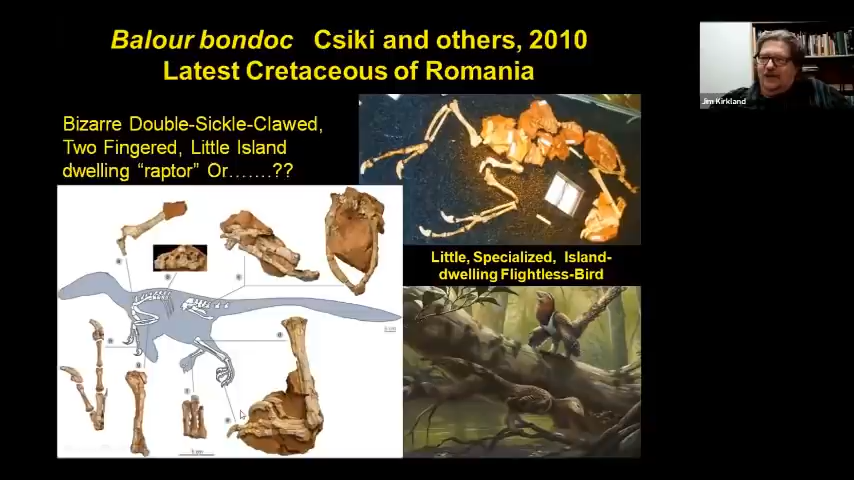 Balour bondoc Csiki and others, 2010
Latest Cretaceous of Romania
Jim Kirkland
Bizarre Double-Sickle-Clawed,
Two Fingered, Little Island
dwelling “raptor” Or.......??
Little, Specialized, Island-
dwelling Flightless-Bird